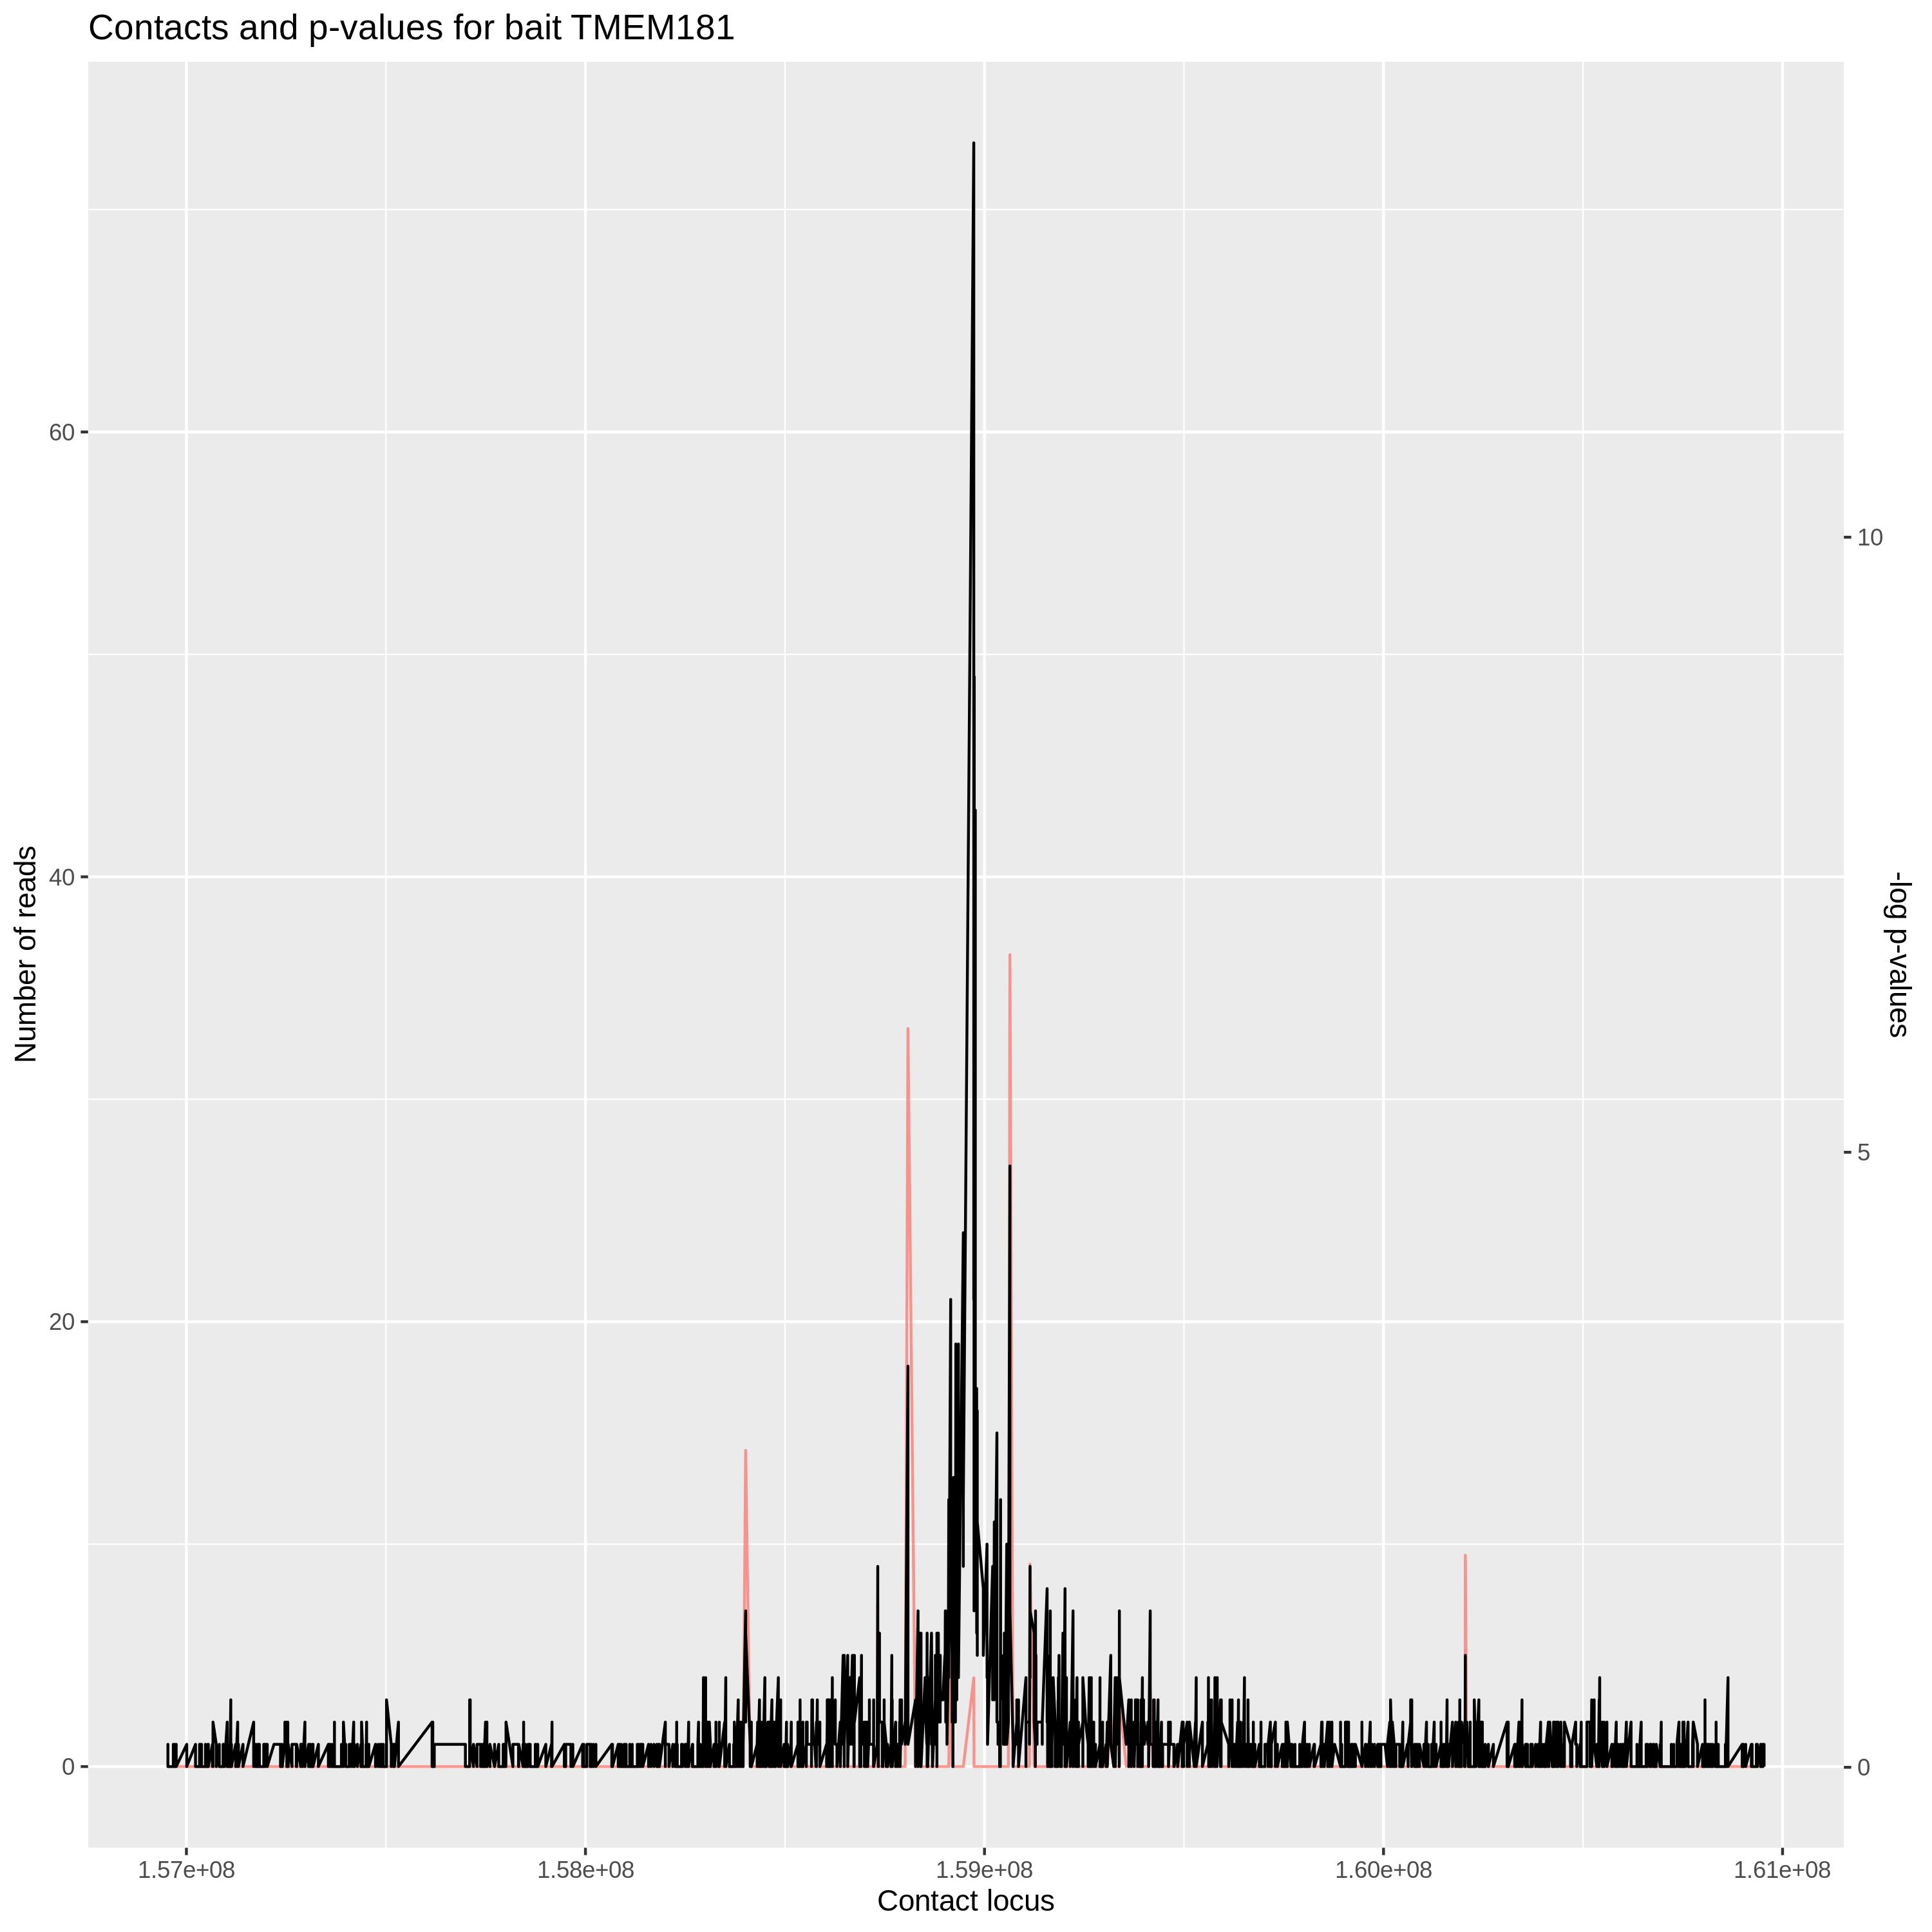 Contacts and p-values for bait TMEM181
Number of reads
60
40
20
0
10
5
0
-log p-values
1.57e+08
1.58e+08
1.59e+08
1.60e+08
1.61e+08
Contact locus